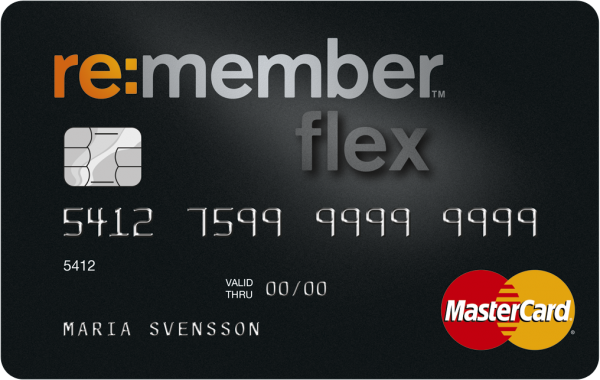 re:member™
flex
5412 7599 9999 9999
5412
VALID
THRU 00/00
MARIA SVENSSON
MasterCard